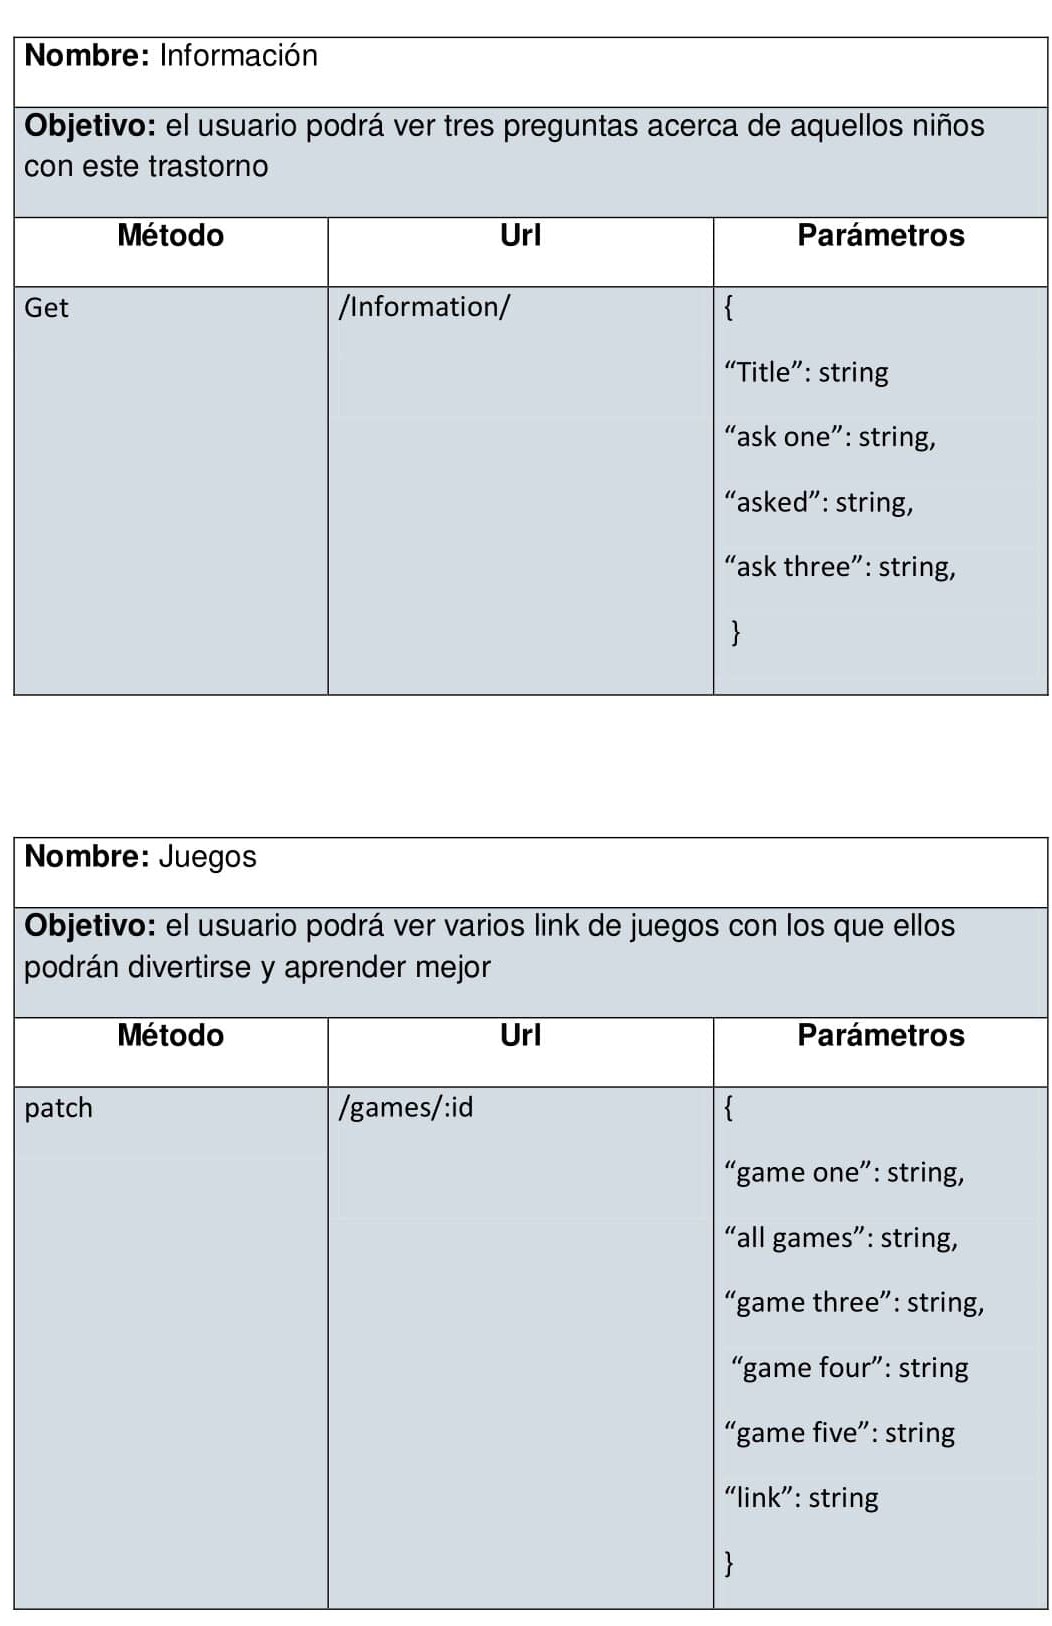 Nombre: Información
Objetivo: el usuario podrá ver tres preguntas acerca de aquellos niños
con este trastorno
Método Url Parámetros
Get /Information/ {
“Title”: string
“ask one”: string,
“asked”: string,
“ask three”: string,
}
Nombre: Juegos
Objetivo: el usuario podrá ver varios link de juegos con los que ellos
podrán divertirse y aprender mejor
Método Url Parámetros
patch /games/:id {
“game one”: string,
“all games”: string,
“game three”: string,
“game four”: string
“game five”: string
“link”: string
}